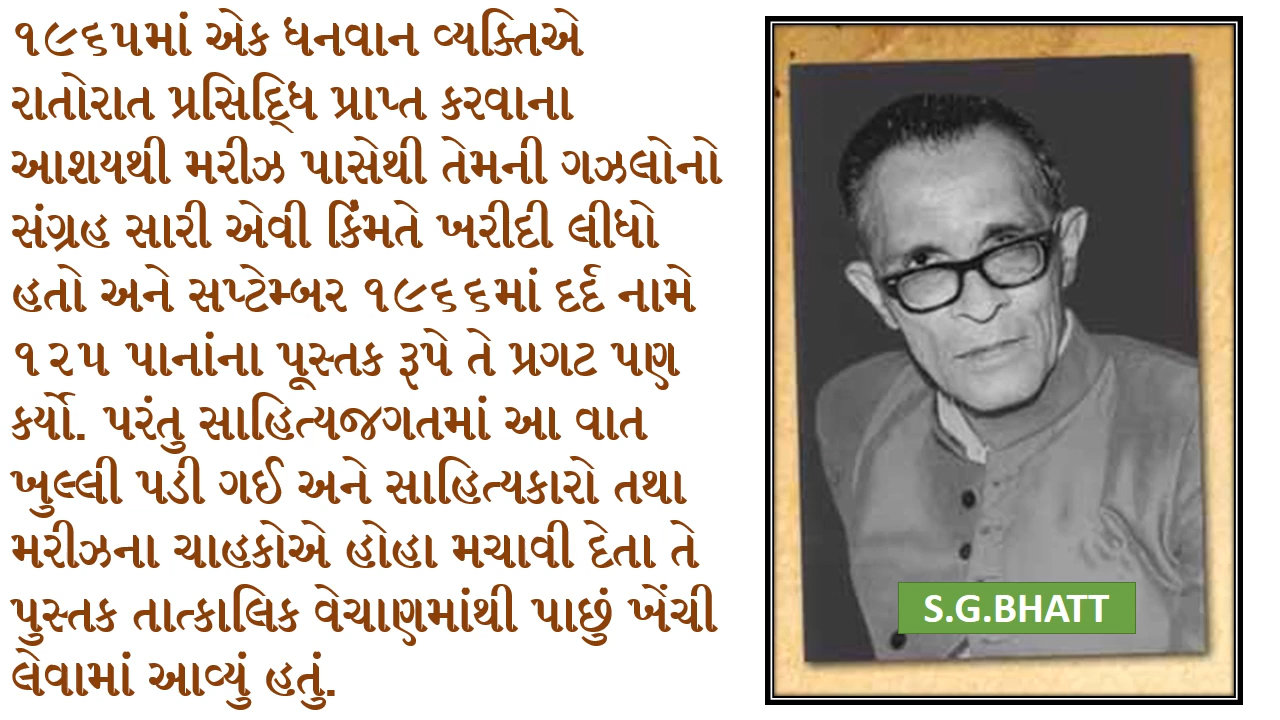 ૧૯૬૫માં એક ધનવાન વ્યક્તિએ
રાતોરાત પ્રસિદ્ધિ પ્રાપ્ત કરવાના
આશયથી મરીઝ પાસેથી તેમની ગઝલોનો
સંગ્રહ સારી એવી કિંમતે ખરીદી લીધો
હતો અને સપ્ટેમ્બર ૧૯૬૬માં દર્દ નામે
૧૨૫ પાનાંના પૂસ્તક રૂપે તે પ્રગટ પણ
કર્યો. પરંતુ સાહિત્યજગતમાં આ વાત
ખુલ્લી પડી ગઈ અને સાહિત્યકારો તથા
મરીઝના ચાહકોએ હોહા મચાવી દેતા તે
પુસ્તક તાત્કાલિક વેચાણમાંથી પાછું ખેંચી
લેવામાં આવ્યું હતું.
S.G.BHATT